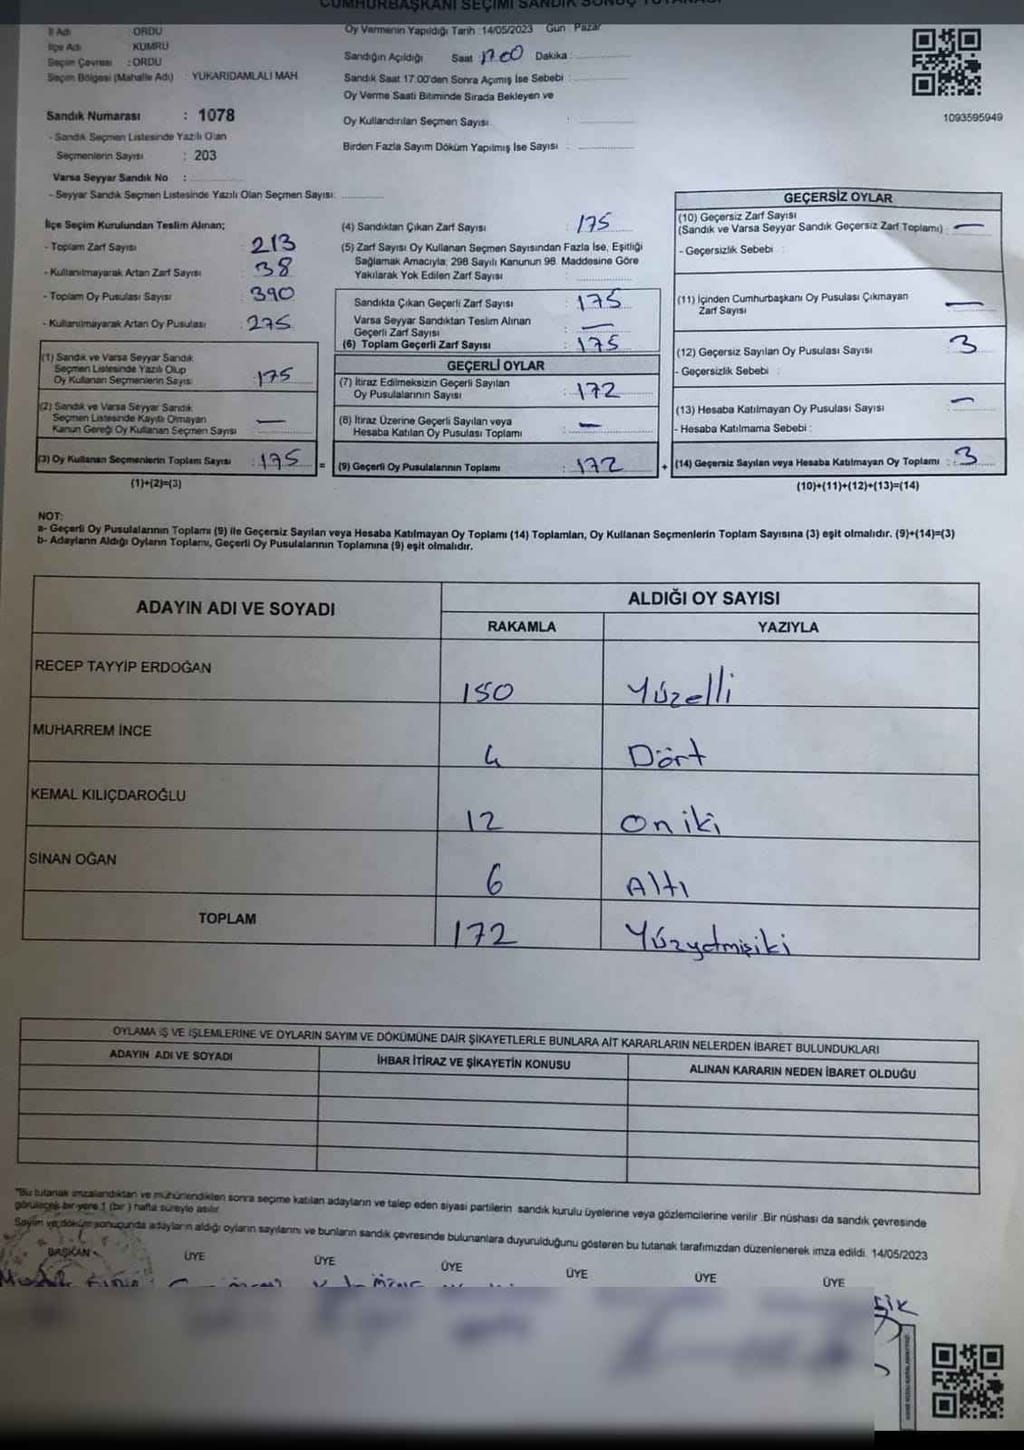 CUMHURBAŞKANI SEÇİMİ SANDIK SONUÇ TUTANAĞI
İl Adı : ORDU
İlçe Adı : KUMRU
Seçim Çevresi : ORDU
Seçim Bölgesi (Mahalle Adı) : YUKARIDAMLALI MAH
Oy Vermenin Yapıldığı Tarih : 14/05/2023 Gün : Pazar
Sandığın Açıldığı Saat : 1700 Dakika :
Sandık Saat 17:00'den Sonra Açımış İse Sebebi :
Oy Verme Saati Bitiminde Sırada Bekleyen ve
Oy Kullandırılan Seçmen Sayısı :
Birden Fazla Sayım Döküm Yapılmış İse Sayısı :
1093595949
Sandık Numarası : 1078
- Sandık Seçmen Listesinde Yazılı Olan
Seçmenlerin Sayısı : 203
Varsa Seyyar Sandık No :
- Seyyar Sandık Seçmen Listesinde Yazılı Olan Seçmen Sayısı:
İlçe Seçim Kurulundan Teslim Alınan;
- Toplam Zarf Sayısı : 213
- Kullanılmayarak Artan Zarf Sayısı : 38
- Toplam Oy Pusulası Sayısı : 390
- Kullanılmayarak Artan Oy Pusulası : 275
(1) Sandık ve Varsa Seyyar Sandık
Seçmen Listesinde Yazılı Olup
Oy Kullanan Seçmenlerin Sayısı : 175
(2) Sandık ve Varsa Seyyar Sandık
Seçmen Listesinde Kayıtlı Olmayan
Kanun Gereği Oy Kullanan Seçmen Sayısı : —
(3) Oy Kullanan Seçmenlerin Toplam Sayısı : 175
(1)+(2)=(3)
=
(4) Sandıktan Çıkan Zarf Sayısı : 175
(5) Zarf Sayısı Oy Kullanan Seçmen Sayısından Fazla İse, Eşitliği
Sağlamak Amacıyla; 298 Sayılı Kanunun 98. Maddesine Göre
Yakılarak Yok Edilen Zarf Sayısı :
Sandıkta Çıkan Geçerli Zarf Sayısı : 175
Varsa Seyyar Sandıktan Teslim Alınan
Geçerli Zarf Sayısı : —
(6) Toplam Geçerli Zarf Sayısı : 175
GEÇERLİ OYLAR
(7) İtiraz Edilmeksizin Geçerli Sayılan
Oy Pusulalarının Sayısı : 172
(8) İtiraz Üzerine Geçerli Sayılan veya
Hesaba Katılan Oy Pusulası Toplamı : —
(9) Geçerli Oy Pusulalarının Toplamı : 172
+
GEÇERSİZ OYLAR
(10) Geçersiz Zarf Sayısı
(Sandık ve Varsa Seyyar Sandık Geçersiz Zarf Toplamı) : —
- Geçersizlik Sebebi :
(11) İçinden Cumhurbaşkanı Oy Pusulası Çıkmayan
Zarf Sayısı : —
(12) Geçersiz Sayılan Oy Pusulası Sayısı : 3
- Geçersizlik Sebebi :
(13) Hesaba Katılmayan Oy Pusulası Sayısı : —
- Hesaba Katılmama Sebebi :
(14) Geçersiz Sayılan veya Hesaba Katılmayan Oy Toplamı : 3
(10)+(11)+(12)+(13)=(14)
NOT:
a- Geçerli Oy Pusulalarının Toplamı (9) ile Geçersiz Sayılan veya Hesaba Katılmayan Oy Toplamı (14) Toplamları, Oy Kullanan Seçmenlerin Toplam Sayısına (3) eşit olmalıdır. (9)+(14)=(3)
b- Adayların Aldığı Oyların Toplamı, Geçerli Oy Pusulalarının Toplamına (9) eşit olmalıdır.
ADAYIN ADI VE SOYADI
ALDIĞI OY SAYISI
RAKAMLA YAZIYLA
RECEP TAYYİP ERDOĞAN 150 Yüzelli
MUHARREM İNCE 4 Dört
KEMAL KILIÇDAROĞLU 12 Oniki
SİNAN OĞAN 6 Altı
TOPLAM 172 Yüzyetmişiki
OYLAMA İŞ VE İŞLEMLERİNE VE OYLARIN SAYIM VE DÖKÜMÜNE DAİR ŞİKAYETLERLE BUNLARA AİT KARARLARIN NELERDEN İBARET BULUNDUKLARI
ADAYIN ADI VE SOYADI İHBAR İTİRAZ VE ŞİKAYETİN KONUSU ALINAN KARARIN NEDEN İBARET OLDUĞU
"Bu tutanak imzalandıktan ve mühürlendikten sonra seçime katılan adayların ve talep eden siyasi partilerin sandık kurulu üyelerine veya gözlemcilerine verilir. Bir nüshası da sandık çevresinde
görülecek bir yere 1 (bir) hafta süreyle asılır.
Sayım ve döküm sonuçunda adayların aldığı oyların sayılarını ve bunların sandık çevresinde bulunanlara duyurulduğunu gösteren bu tutanak tarafımızdan düzenlenerek imza edildi. 14/05/2023
BAŞKAN ÜYE ÜYE ÜYE ÜYE ÜYE ÜYE